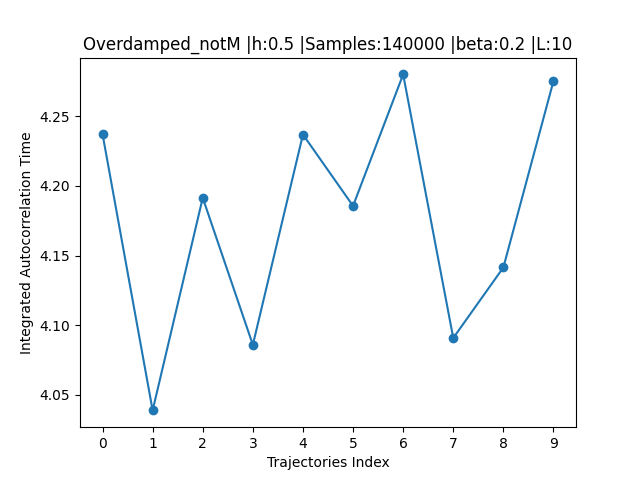 Overdamped_notM |h:0.5 |Samples:140000 |beta:0.2 |L:10
Integrated Autocorrelation Time
4.25
4.20
4.15
4.10
4.05
0 1 2 3 4 5 6 7 8 9
Trajectories Index